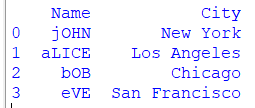 Name City
0 jOHN New York
1 aLICE Los Angeles
2 bOB Chicago
3 eVE San Francisco